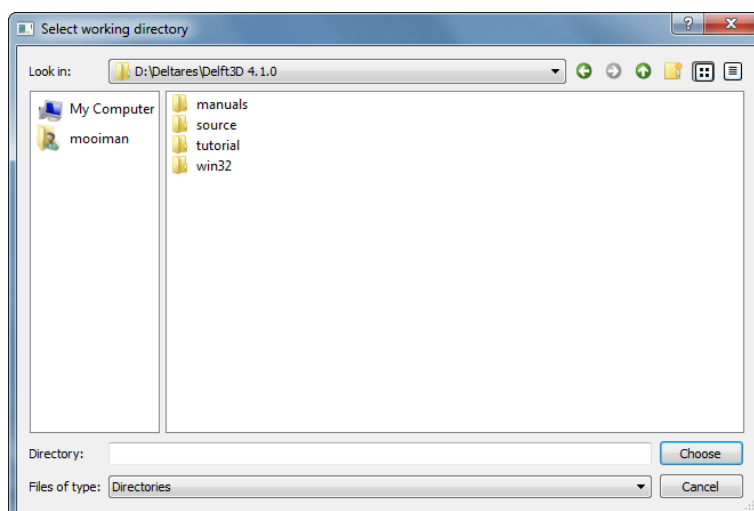 Select working directory
?
X
Look in:
D:\Deltares\Delft3D 4.1.0
My Computer
mooiman
manuals
source
tutorial
win32
Directory:
Choose
Files of type:
Directories
Cancel